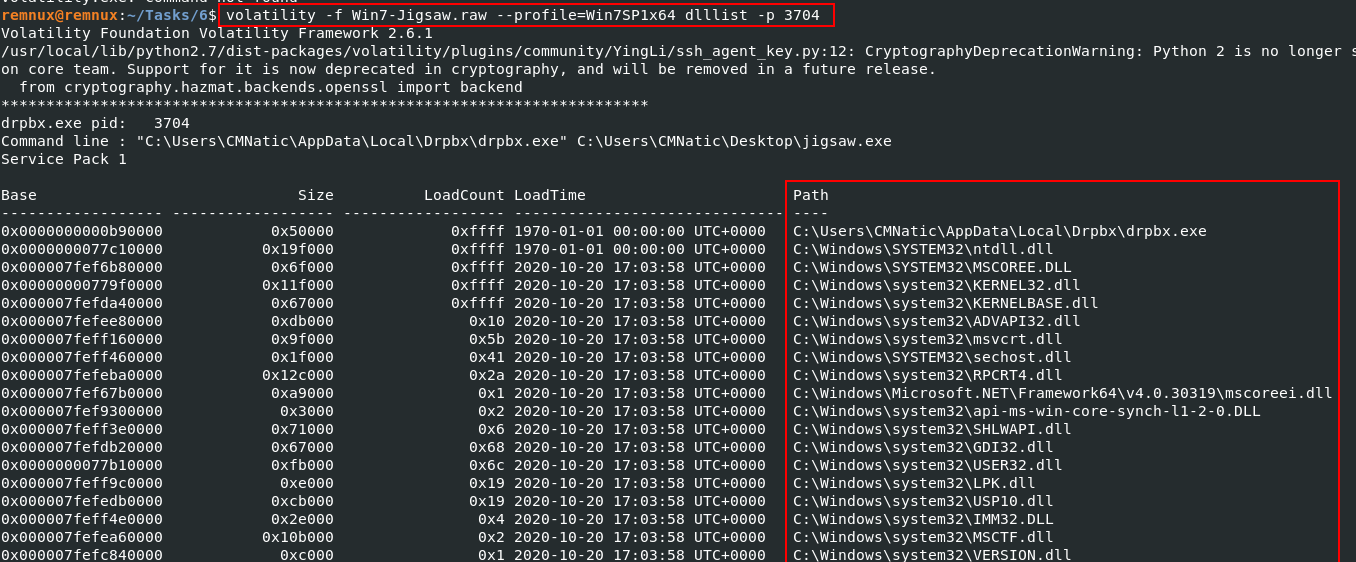 remnux@remnux:~/Tasks/6$ volatility -f Win7-Jigsaw.raw --profile=Win7SP1x64 dlllist -p 3704
Volatility Foundation Volatility Framework 2.6.1
/usr/local/lib/python2.7/dist-packages/volatility/plugins/community/YingLi/ssh_agent_key.py:12: CryptographyDeprecationWarning: Python 2 is no longer s
on core team. Support for it is now deprecated in cryptography, and will be removed in a future release.
  from cryptography.hazmat.backends.openssl import backend
************************************************************************
drpbx.exe pid:   3704
Command line : "C:\Users\CMNatic\AppData\Local\Drpbx\drpbx.exe" C:\Users\CMNatic\Desktop\jigsaw.exe
Service Pack 1
Base                             Size          LoadCount LoadTime                       Path
------------------ ------------------ ------------------ ------------------------------ ----
0x0000000000b90000            0x50000             0xffff 1970-01-01 00:00:00 UTC+0000   C:\Users\CMNatic\AppData\Local\Drpbx\drpbx.exe
0x0000000077c10000           0x19f000             0xffff 1970-01-01 00:00:00 UTC+0000   C:\Windows\SYSTEM32\ntdll.dll
0x000007fef6b80000            0x6f000             0xffff 2020-10-20 17:03:58 UTC+0000   C:\Windows\SYSTEM32\MSCOREE.DLL
0x00000000779f0000           0x11f000             0xffff 2020-10-20 17:03:58 UTC+0000   C:\Windows\system32\KERNEL32.dll
0x000007fefda40000            0x67000             0xffff 2020-10-20 17:03:58 UTC+0000   C:\Windows\system32\KERNELBASE.dll
0x000007fefee80000            0xdb000               0x10 2020-10-20 17:03:58 UTC+0000   C:\Windows\system32\ADVAPI32.dll
0x000007feff160000            0x9f000               0x5b 2020-10-20 17:03:58 UTC+0000   C:\Windows\system32\msvcrt.dll
0x000007feff460000            0x1f000               0x41 2020-10-20 17:03:58 UTC+0000   C:\Windows\SYSTEM32\sechost.dll
0x000007fefeba0000           0x12c000               0x2a 2020-10-20 17:03:58 UTC+0000   C:\Windows\system32\RPCRT4.dll
0x000007fef67b0000            0xa9000                0x1 2020-10-20 17:03:58 UTC+0000   C:\Windows\Microsoft.NET\Framework64\v4.0.30319\mscoreei.dll
0x000007fef9300000             0x3000                0x2 2020-10-20 17:03:58 UTC+0000   C:\Windows\system32\api-ms-win-core-synch-l1-2-0.DLL
0x000007feff3e0000            0x71000                0x6 2020-10-20 17:03:58 UTC+0000   C:\Windows\system32\SHLWAPI.dll
0x000007fefdb20000            0x67000               0x68 2020-10-20 17:03:58 UTC+0000   C:\Windows\system32\GDI32.dll
0x0000000077b10000            0xfb000               0x6c 2020-10-20 17:03:58 UTC+0000   C:\Windows\system32\USER32.dll
0x000007feff9c0000             0xe000               0x19 2020-10-20 17:03:58 UTC+0000   C:\Windows\system32\LPK.dll
0x000007fefedb0000            0xcb000               0x19 2020-10-20 17:03:58 UTC+0000   C:\Windows\system32\USP10.dll
0x000007feff4e0000            0x2e000                0x4 2020-10-20 17:03:58 UTC+0000   C:\Windows\system32\IMM32.DLL
0x000007fefea60000           0x10b000                0x2 2020-10-20 17:03:58 UTC+0000   C:\Windows\system32\MSCTF.dll
0x000007fefc840000             0xc000                0x1 2020-10-20 17:03:58 UTC+0000   C:\Windows\system32\VERSION.dll